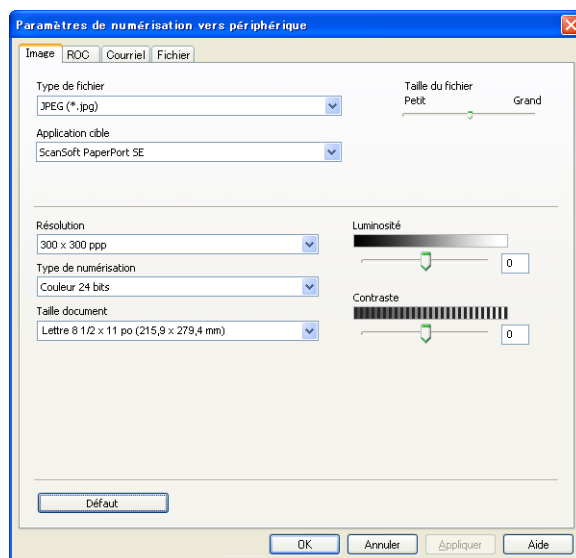 Paramètres de numérisation vers périphérique
Image ROC Courriel Fichier
Type de fichier
JPEG (*.jpg)
Taille du fichier
Petit Grand
Application cible
ScanSoft PaperPort SE
Résolution
300 x 300 ppp
Luminosité
0
Type de numérisation
Couleur 24 bits
Contraste
0
Taille document
Lettre 8 1/2 x 11 po (215,9 x 279,4 mm)
Défaut
OK Annuler Appliquer Aide